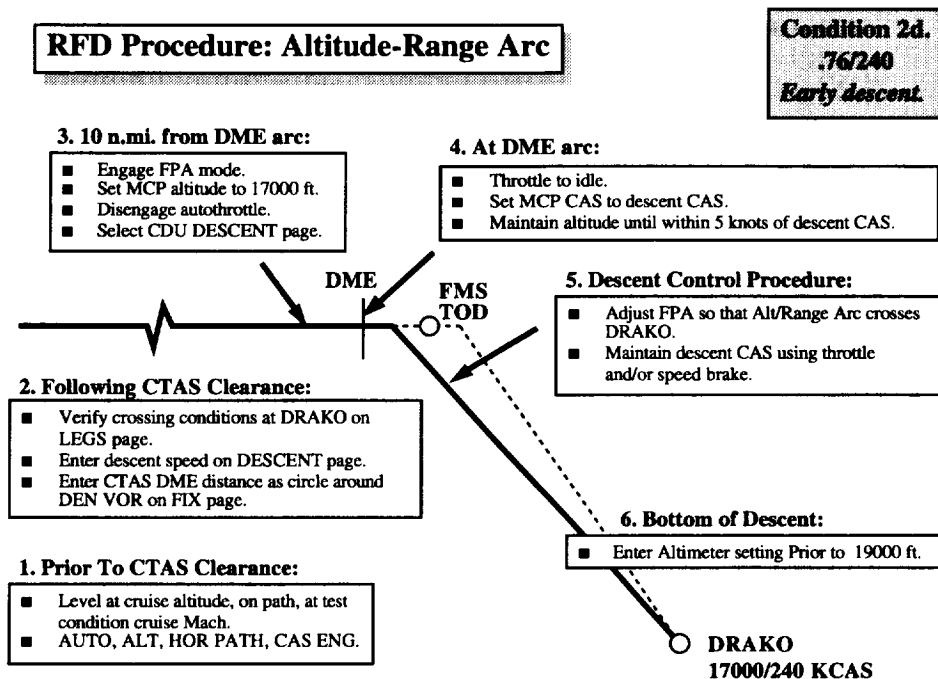 RFD Procedure: Altitude-Range Arc
Condition 2d.
.76/240
Early descent.
3. 10 n.mi. from DME arc:
■ Engage FPA mode.
■ Set MCP altitude to 17000 ft.
■ Disengage autothrottle.
■ Select CDU DESCENT page.
4. At DME arc:
■ Throttle to idle.
■ Set MCP CAS to descent CAS.
■ Maintain altitude until within 5 knots of descent CAS.
DME
FMS
TOD
5. Descent Control Procedure:
■ Adjust FPA so that Alt/Range Arc crosses
DRAKO.
■ Maintain descent CAS using throttle
and/or speed brake.
2. Following CTAS Clearance:
■ Verify crossing conditions at DRAKO on
LEGS page.
■ Enter descent speed on DESCENT page.
■ Enter CTAS DME distance as circle around
DEN VOR on FIX page.
6. Bottom of Descent:
■ Enter Altimeter setting Prior to 19000 ft.
1. Prior To CTAS Clearance:
■ Level at cruise altitude, on path, at test
condition cruise Mach.
■ AUTO, ALT, HOR PATH, CAS ENG.
DRAKO
17000/240 KCAS